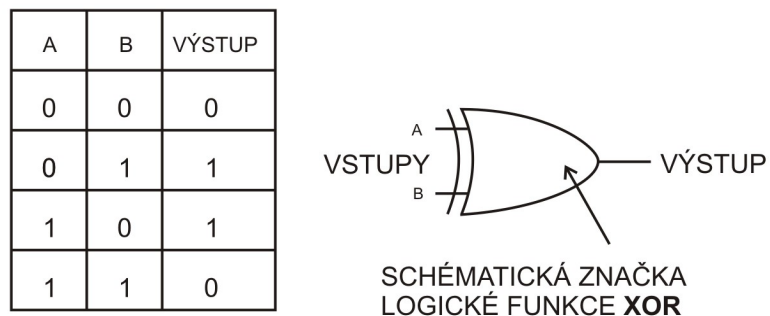 A B VÝSTUP
0 0 0
0 1 1
1 0 1
1 1 0
A
VSTUPY
B
VÝSTUP
SCHÉMATICKÁ ZNAČKA
LOGICKÉ FUNKCE XOR